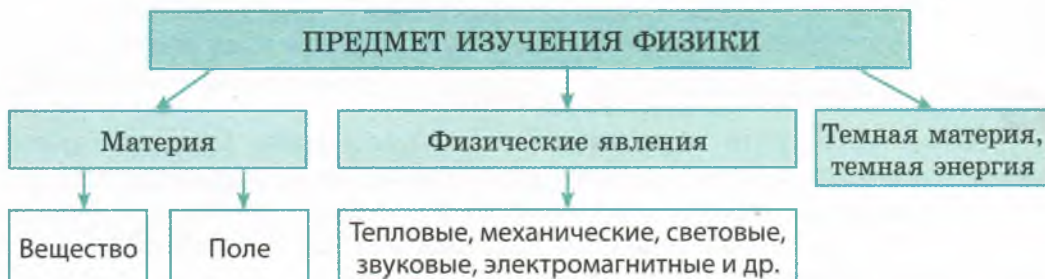 ПРЕДМЕТ ИЗУЧЕНИЯ ФИЗИКИ
Материя
Физические явления
Темная материя,
темная энергия
Вещество
Поле
Тепловые, механические, световые,
звуковые, электромагнитные и др.